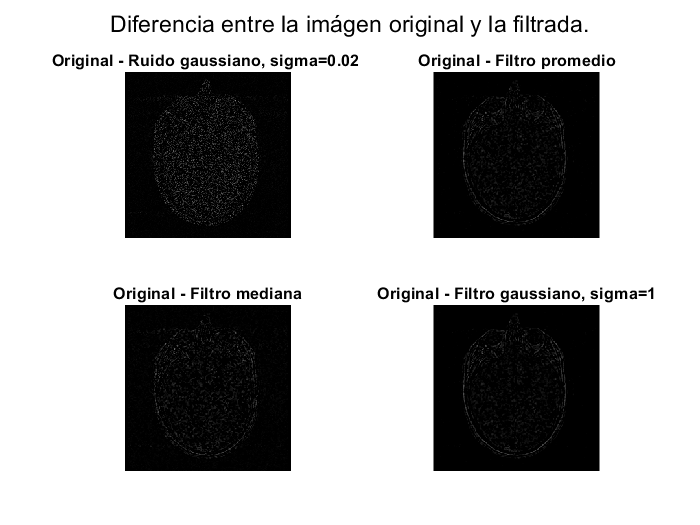 Diferencia entre la imágen original y la filtrada.
Original - Ruido gaussiano, sigma=0.02
Original - Filtro promedio
Original - Filtro mediana
Original - Filtro gaussiano, sigma=1